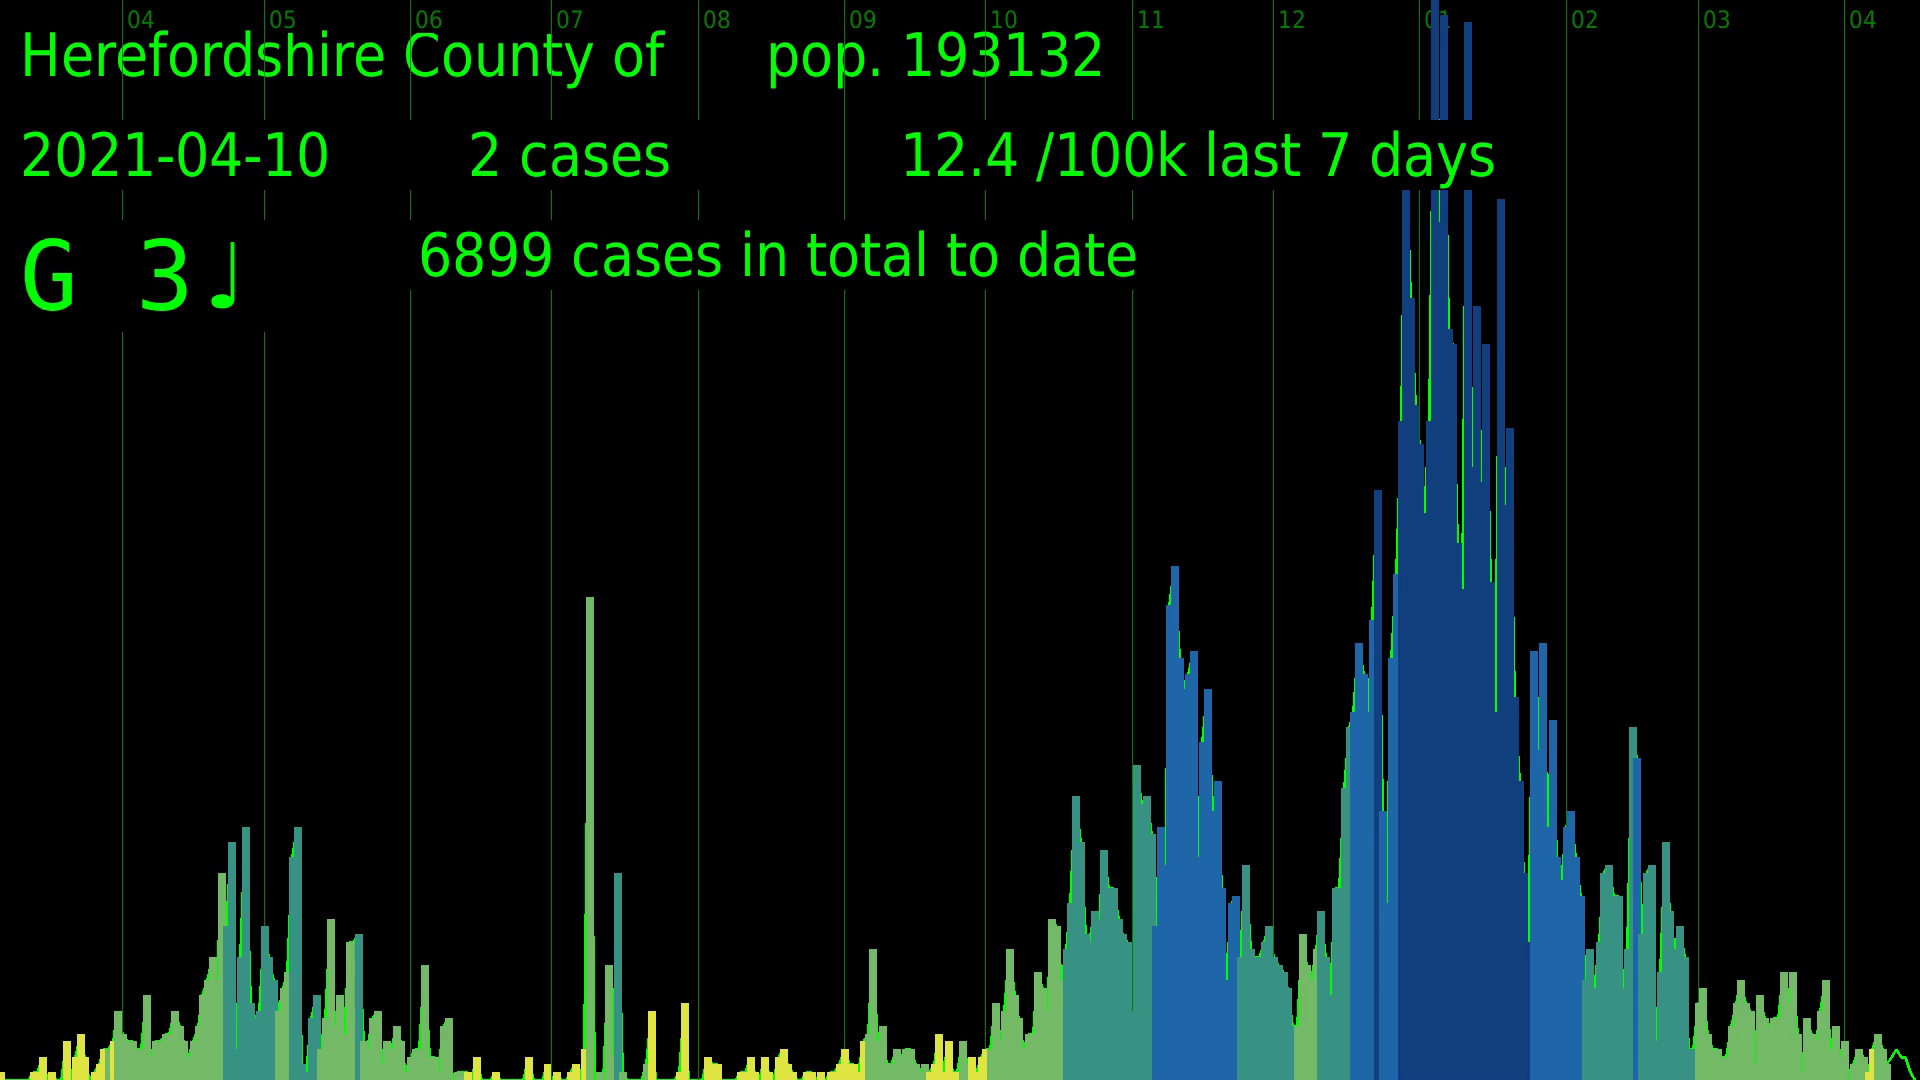 04 05 06 07 08 09 10 11 12 01 02 03 04
Herefordshire County of pop. 193132
2021-04-10 2 cases 12.4 /100k last 7 days
G 3♩ 6899 cases in total to date